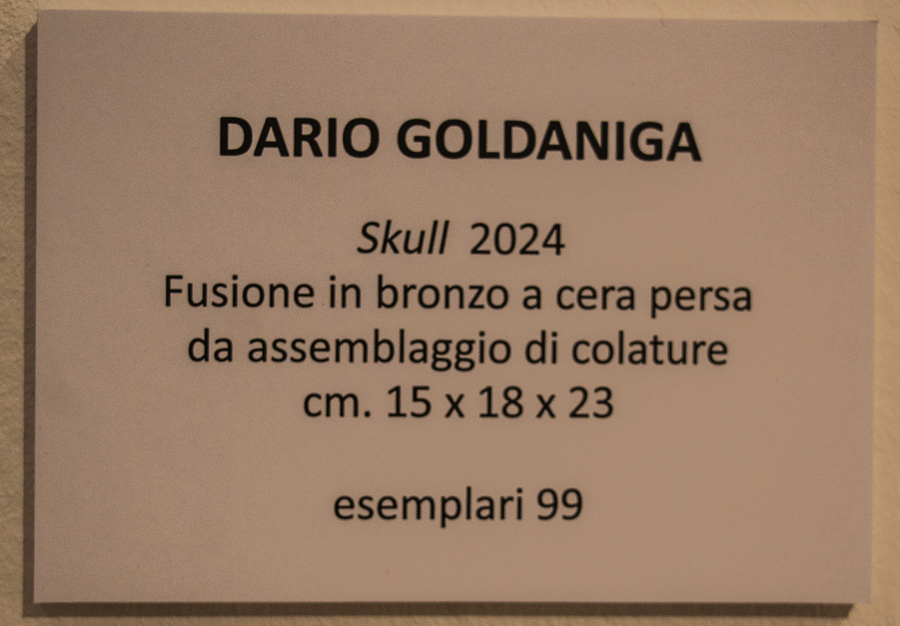 DARIO GOLDANIGA
Skull 2024
Fusione in bronzo a cera persa
da assemblaggio di colature
cm. 15 x 18 x 23
esemplari 99